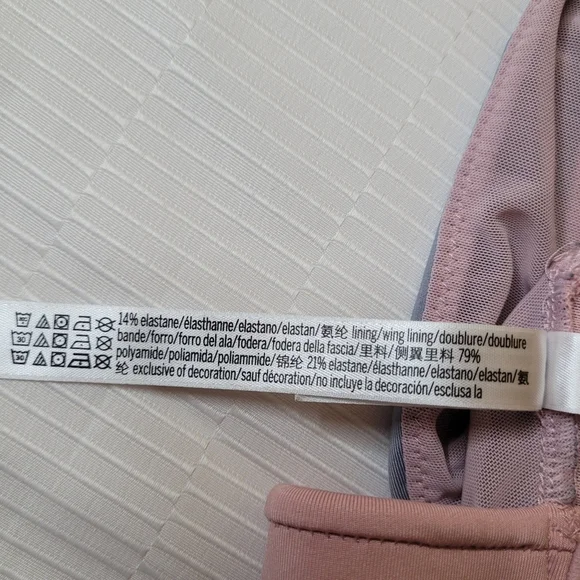 14% elastane/élasthanne/elastano/elastan/氨纶 lining/wing lining/doublure/doublure
bande/forro/forro del ala/fodera/fodera della fascia/里料/侧翼里料 79%
polyamide/poliamida/poliammide/锦纶 21% elastane/élasthanne/elastano/elastan/氨
纶 exclusive of decoration/sauf décoration/no incluye la decoración/esclusa la